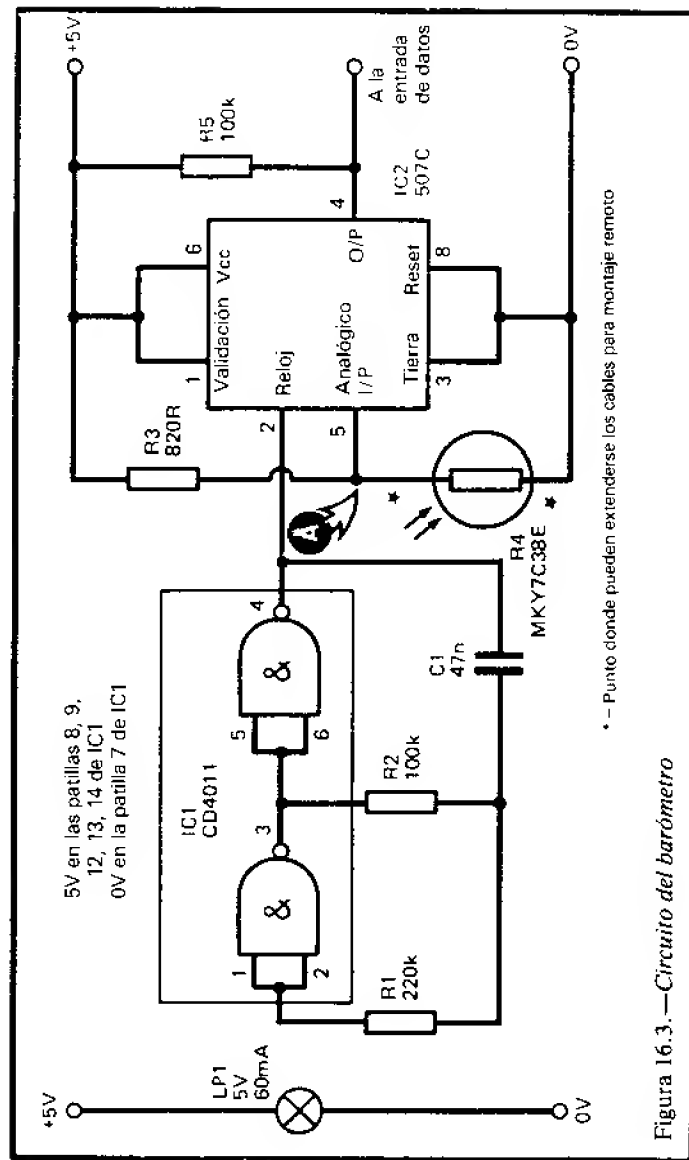 +5V
LP1
5V
60mA
0V
5V en las patillas 8, 9,
12, 13, 14 de IC1
0V en la patilla 7 de IC1
IC1
CD4011
1
2
&
3
5
6
&
4
R1
220k
R2
100k
C1
47n
A
R3
820R
*
*
R4
MKY7C38E
1
Validación
6
Vcc
2
Reloj
5
Analógico
I/P
3
Tierra
8
Reset
4
O/P
IC2
507C
R5
100k
+5V
A la
entrada
de datos
0V
* – Punto donde pueden extenderse los cables para montaje remoto
Figura 16.3.—Circuito del barómetro